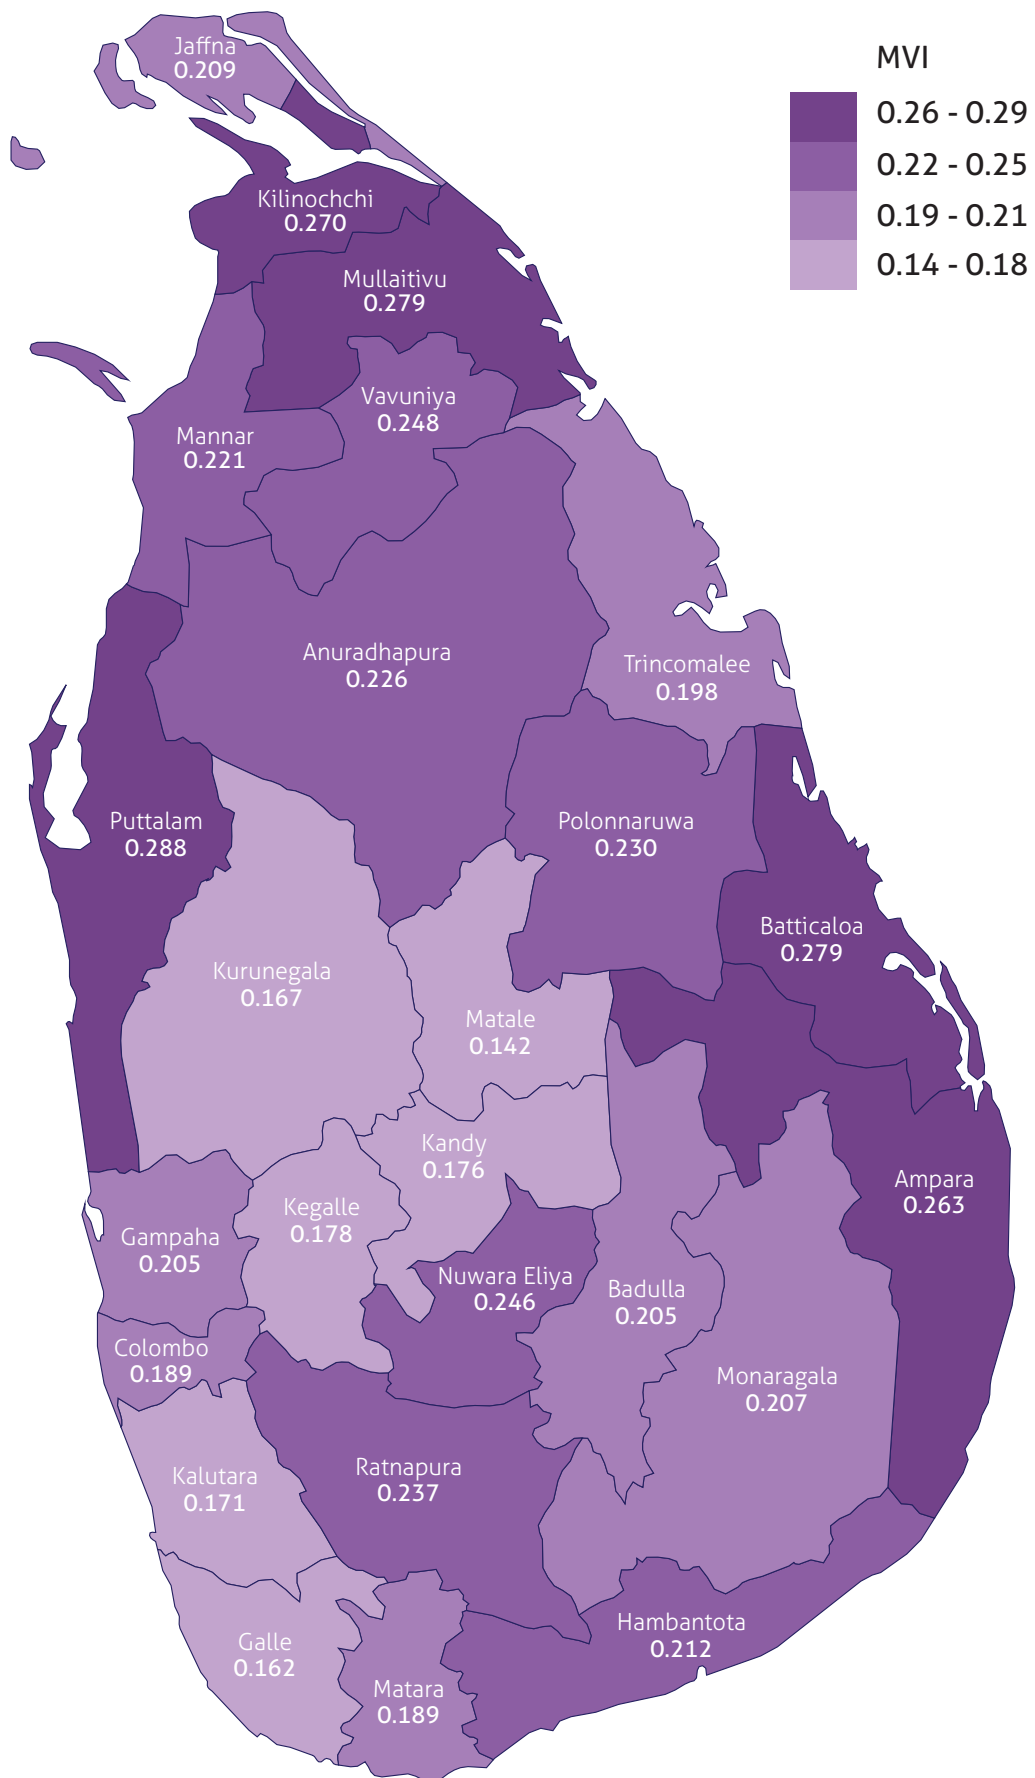 Jaffna
0.209
MVI
0.26 - 0.29
0.22 - 0.25
0.19 - 0.21
0.14 - 0.18
Kilinochchi
0.270
Mullaitivu
0.279
Vavuniya
0.248
Mannar
0.221
Anuradhapura
0.226
Trincomalee
0.198
Puttalam
0.288
Polonnaruwa
0.230
Batticaloa
0.279
Kurunegala
0.167
Matale
0.142
Kandy
0.176
Ampara
0.263
Kegalle
0.178
Gampaha
0.205
Nuwara Eliya
0.246
Badulla
0.205
Colombo
0.189
Monaragala
0.207
Ratnapura
0.237
Kalutara
0.171
Hambantota
0.212
Galle
0.162
Matara
0.189